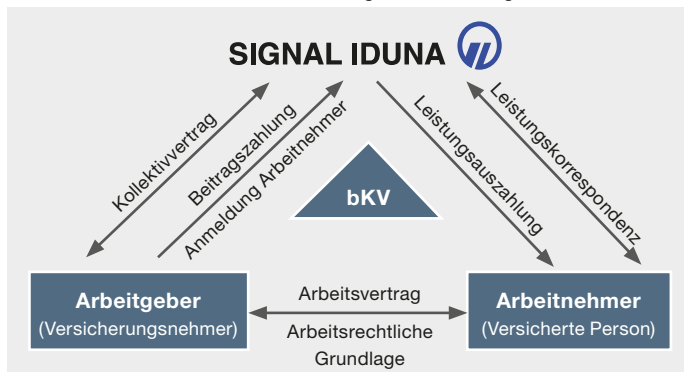 SIGNAL IDUNA
Kollektivvertrag
Beitragszahlung
Anmeldung Arbeitnehmer
bKV
Leistungsauszahlung
Leistungskorrespondenz
Arbeitgeber
(Versicherungsnehmer)
Arbeitsvertrag
Arbeitsrechtliche
Grundlage
Arbeitnehmer
(Versicherte Person)